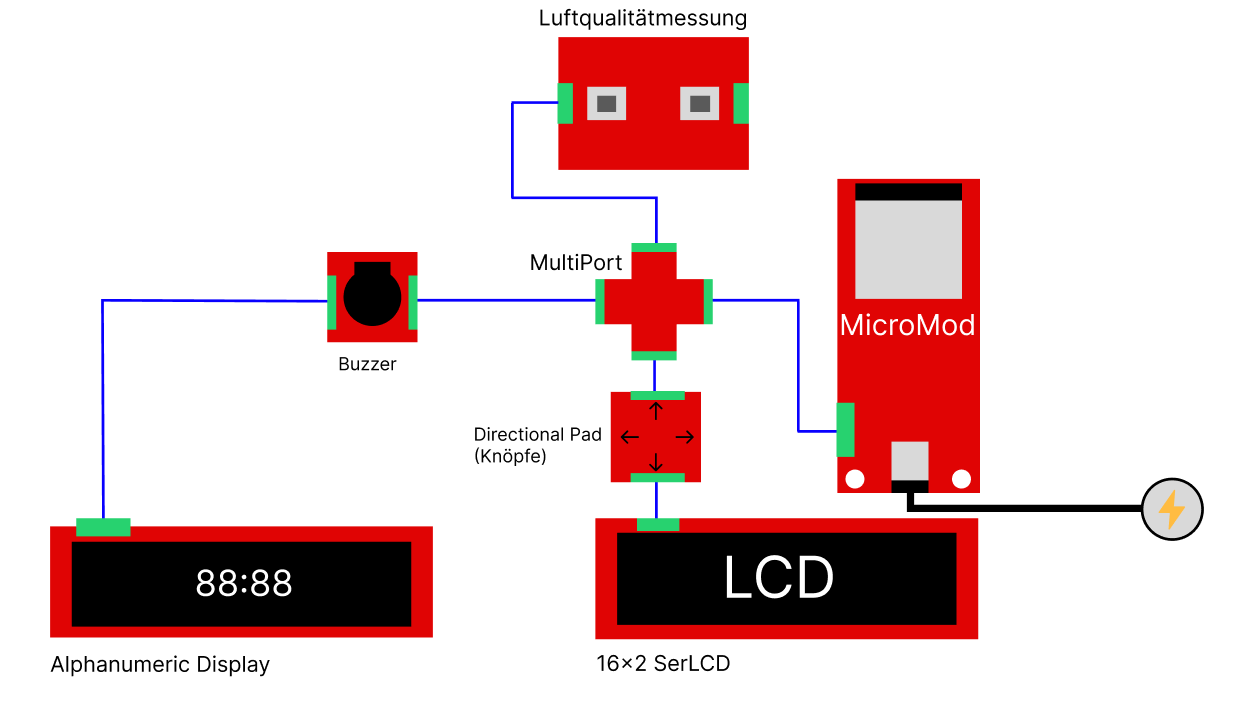 Luftqualitätmessung
MultiPort
MicroMod
Buzzer
Directional Pad
(Knöpfe)
88:88
LCD
Alphanumeric Display
16×2 SerLCD